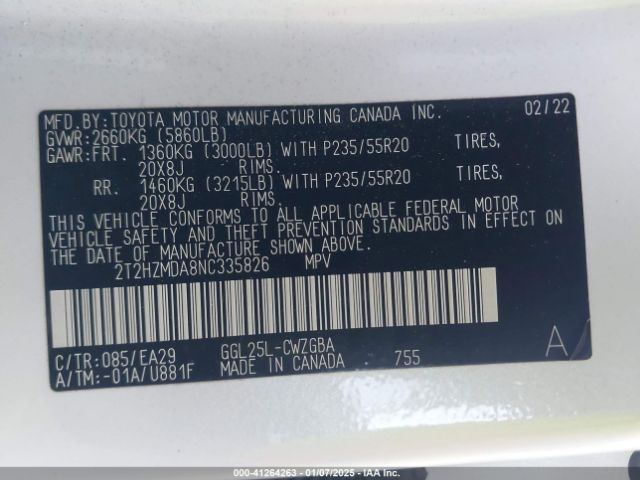 MFD.BY:TOYOTA MOTOR MANUFACTURING CANADA INC. 02/22
GVWR:2660KG (5860LB)
GAWR:FRT. 1360KG (3000LB) WITH P235/55R20 TIRES,
20X8J RIMS.
RR. 1460KG (3215LB) WITH P235/55R20 TIRES,
20X8J RIMS.
THIS VEHICLE CONFORMS TO ALL APPLICABLE FEDERAL MOTOR
VEHICLE SAFETY AND THEFT PREVENTION STANDARDS IN EFFECT ON
THE DATE OF MANUFACTURE SHOWN ABOVE.
2T2HZMDA8NC335826 MPV
C/TR:085/EA29 GGL25L-CWZGBA
A/TM:-01A/U881F MADE IN CANADA. 755 A/
000-41264263 - 01/07/2025 - IAA Inc.